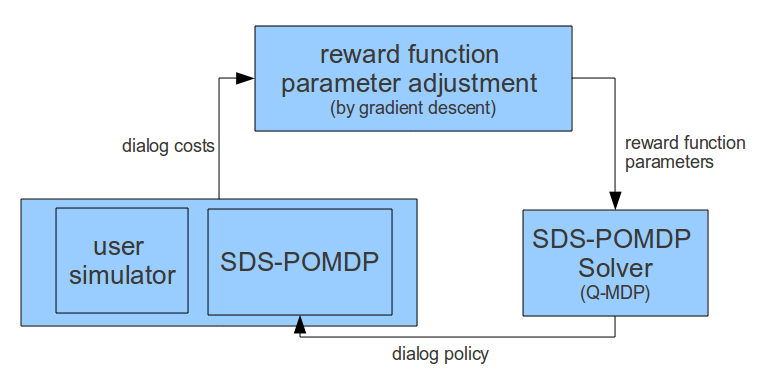 reward function
parameter adjustment
(by gradient descent)
dialog costs
reward function
parameters
user
simulator
SDS-POMDP
SDS-POMDP
Solver
(Q-MDP)
dialog policy